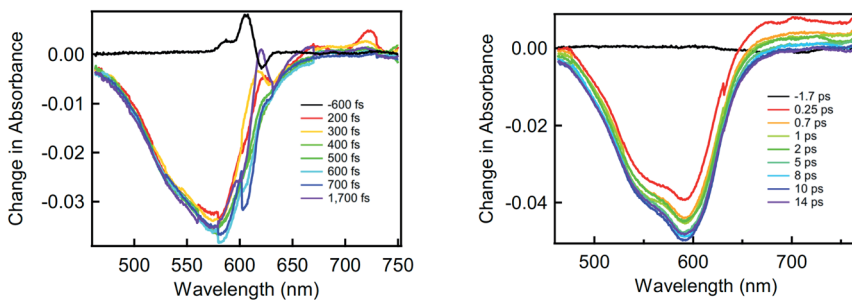 Change in Absorbance
0.00
-0.01
-0.02
-0.03
500
550
600
650
700
750
Wavelength (nm)
-600 fs
200 fs
300 fs
400 fs
500 fs
600 fs
700 fs
1,700 fs
Change in Absorbance
0.00
-0.02
-0.04
500
600
700
Wavelength (nm)
-1.7 ps
0.25 ps
0.7 ps
1 ps
2 ps
5 ps
8 ps
10 ps
14 ps